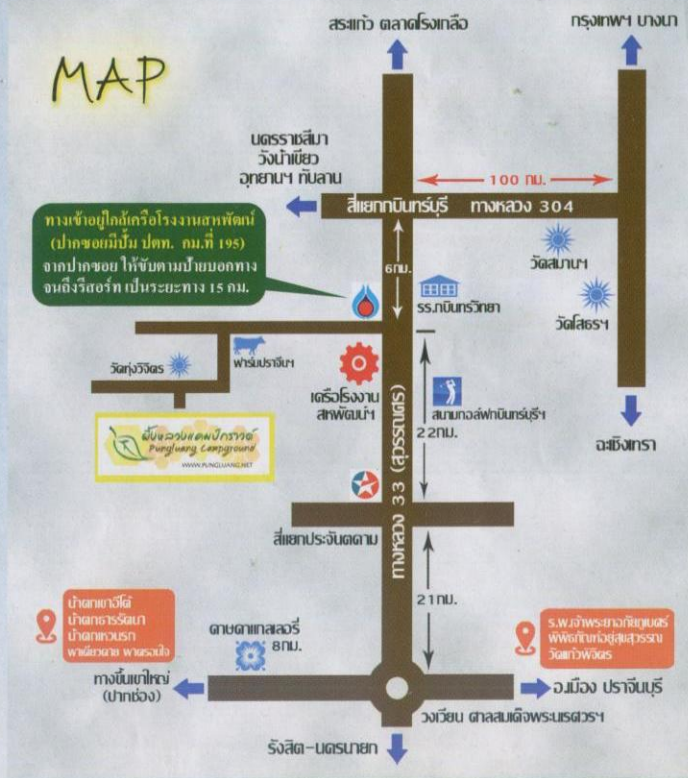 สระแก้ว ตลาดโรงเกลือ
กรุงเทพฯ บางนา
MAP
นครราชสีมา
วังน้ำเขียว
อุทยานฯ ทับลาน
100 กม.
สี่แยกกบินทร์บุรี ทางหลวง 304
ทางเข้าอยู่ใกล้เครือโรงงานสหพัฒน์
(ปากซอยมีปั๊ม ปตท. กม.ที่ 195)
จากปากซอย ให้ขับตามป้ายบอกทาง
จนถึงรีสอร์ท เป็นระยะทาง 15 กม.
6กม.
วัดสมานฯ
รร.กบินทรวิทยา
วัดโสธรฯ
วัดทุ่งวิจิตร
ฟาร์มปราจีนฯ
เครือโรงงาน
สหพัฒน์ฯ
สนามกอล์ฟกบินทร์บุรีฯ
22กม.
ฉะเชิงเทรา
ผึ้งหลวงแคมป์กราวด์
Pungluang Campground
WWW.PUNGLUANG.NET
ทางหลวง 33 (สุวรรณศร)
สี่แยกประจันตคาม
21กม.
น้ำตกเขาอีโต้
น้ำตกธารรัตนา
น้ำตกเหวนรก
ผาเดียวดาย ผาตรอมใจ
ดาษดาแกลเลอรี่
8กม.
ร.พ.เจ้าพระยาอภัยภูเบศร์
พิพิธภัณฑ์อยู่สุขสุวรรณ
วัดแก้วพิจิตร
ทางขึ้นเขาใหญ่
(ปากช่อง)
อ.เมือง ปราจีนบุรี
วงเวียน ศาลสมเด็จพระนเรศวรฯ
รังสิต-นครนายก